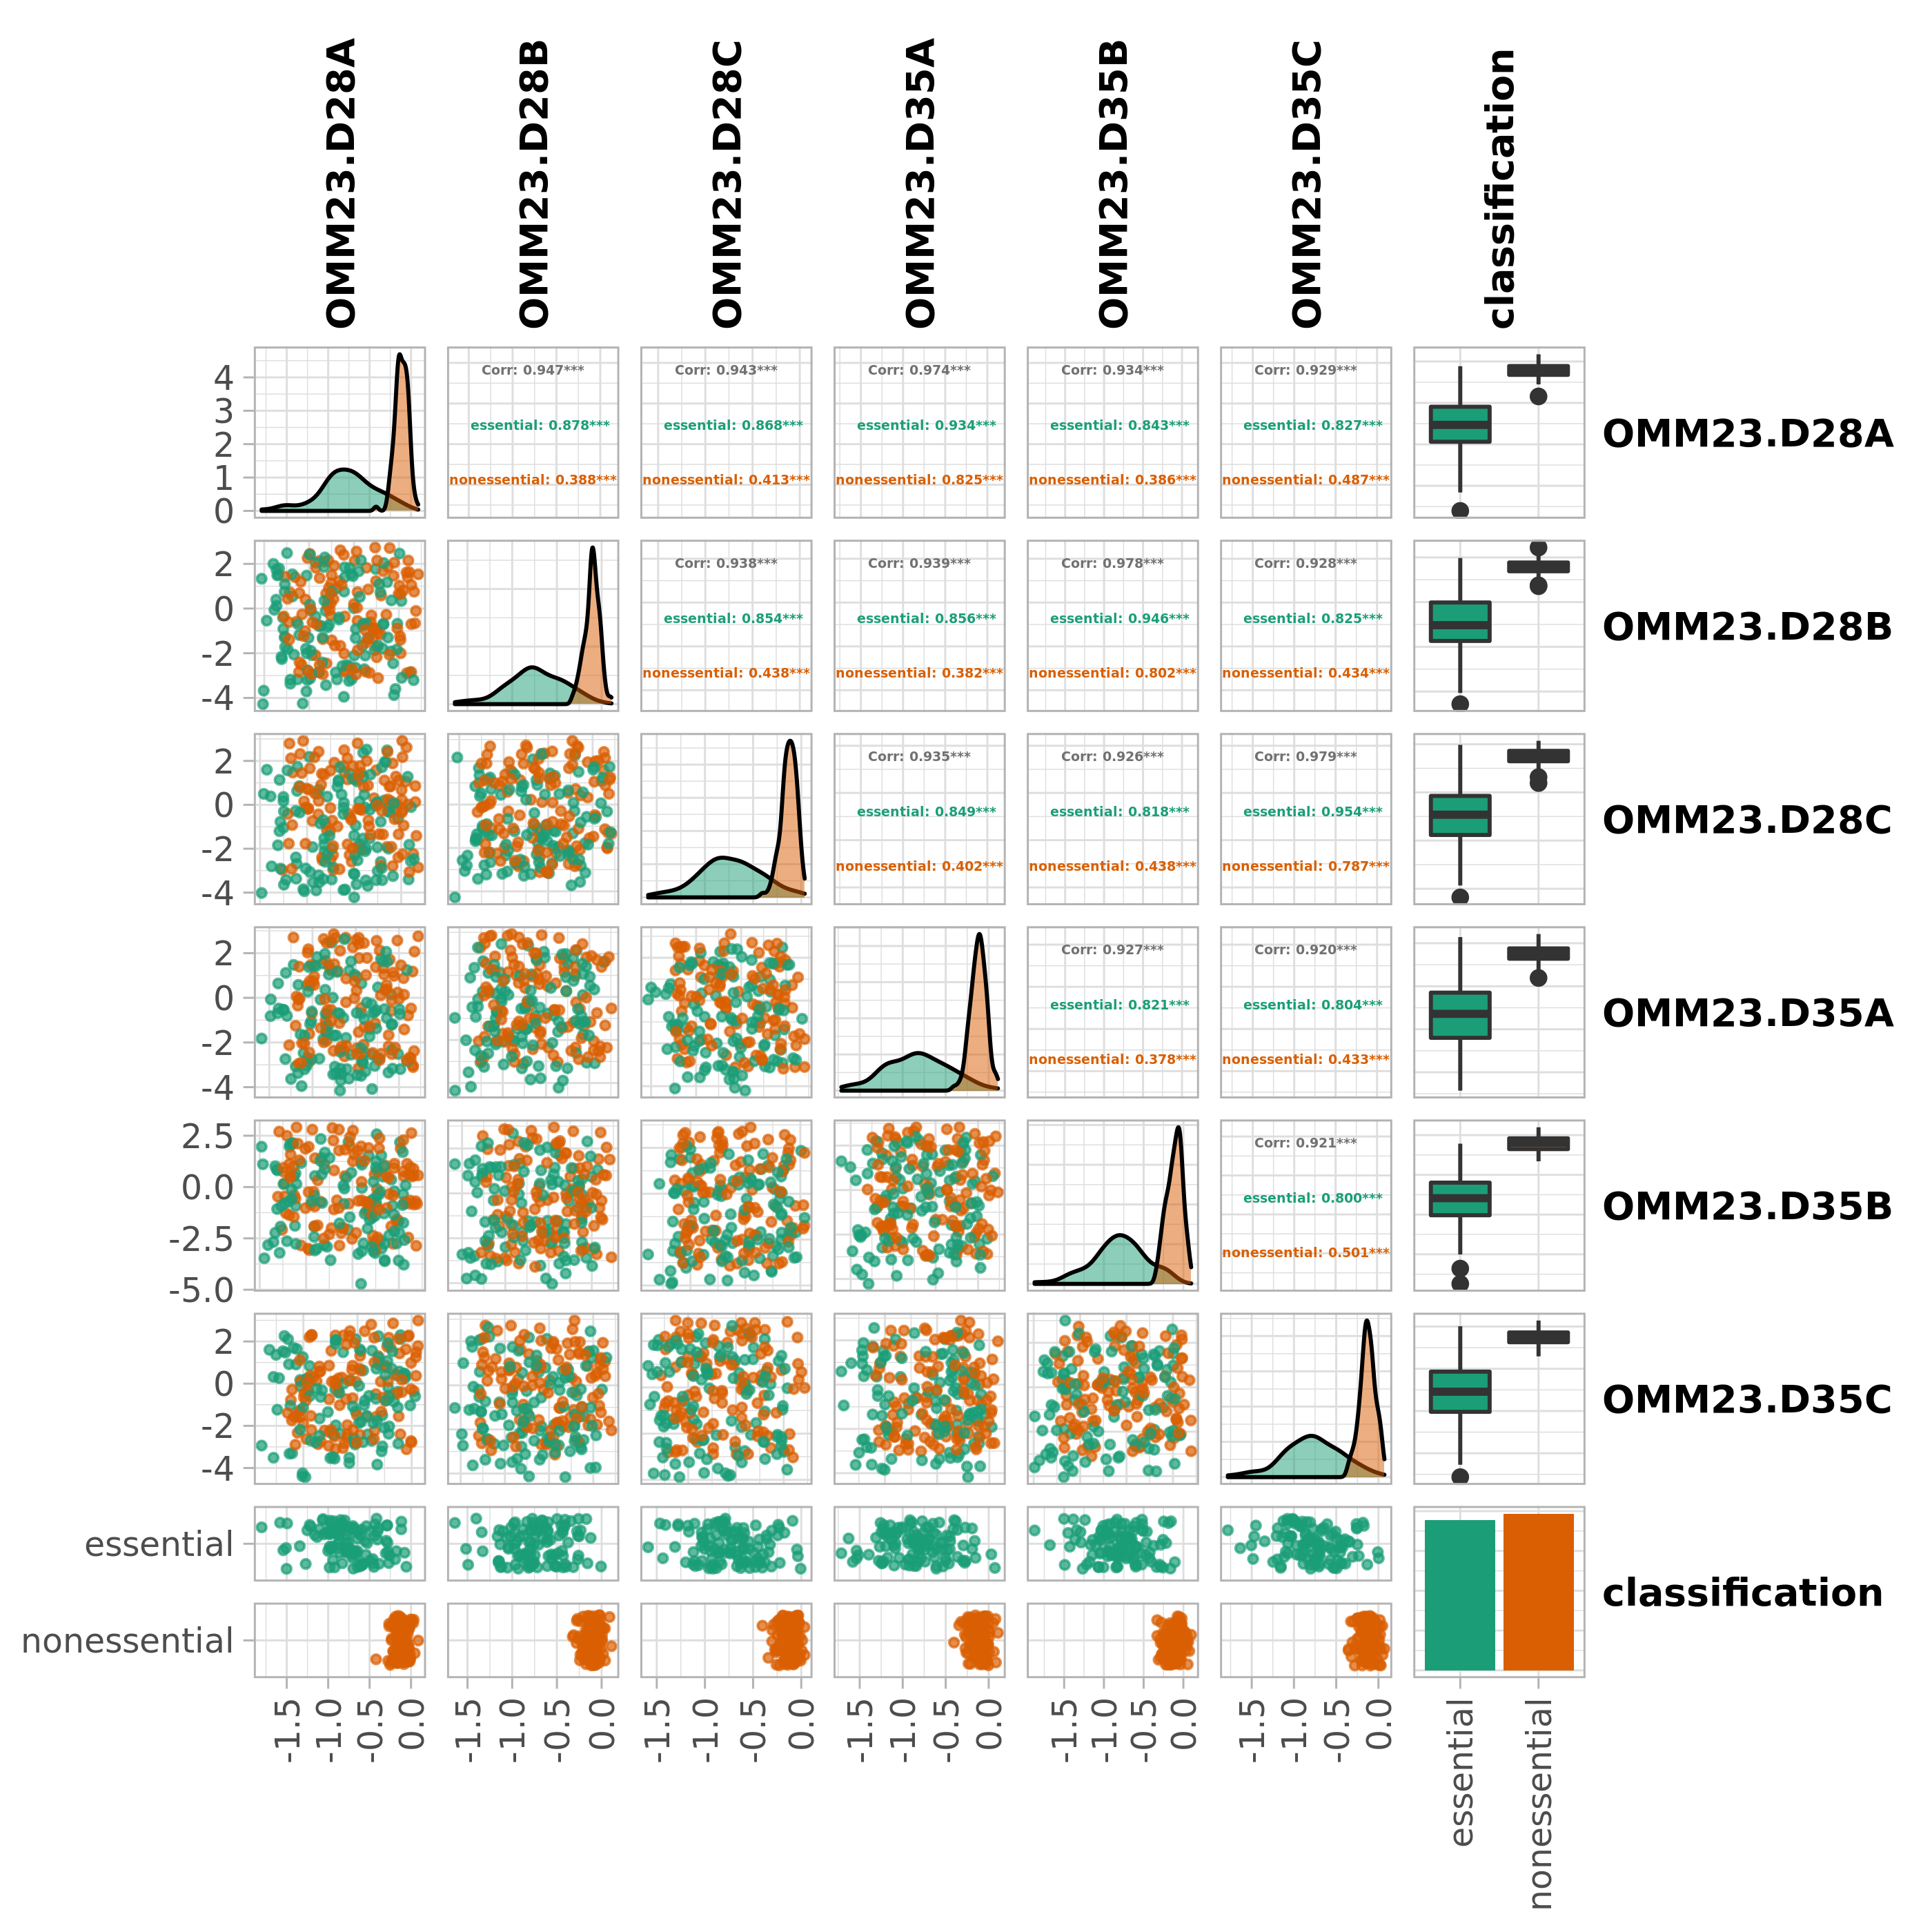 OMM23.D28A
OMM23.D28B
OMM23.D28C
OMM23.D35A
OMM23.D35B
OMM23.D35C
classification
4
3
2
1
0
Corr: 0.947***
essential: 0.878***
nonessential: 0.388***
Corr: 0.943***
essential: 0.868***
nonessential: 0.413***
Corr: 0.974***
essential: 0.934***
nonessential: 0.825***
Corr: 0.934***
essential: 0.843***
nonessential: 0.386***
Corr: 0.929***
essential: 0.827***
nonessential: 0.487***
OMM23.D28A
2
0
-2
-4
Corr: 0.938***
essential: 0.854***
nonessential: 0.438***
Corr: 0.939***
essential: 0.856***
nonessential: 0.382***
Corr: 0.978***
essential: 0.946***
nonessential: 0.802***
Corr: 0.928***
essential: 0.825***
nonessential: 0.434***
OMM23.D28B
2
0
-2
-4
Corr: 0.935***
essential: 0.849***
nonessential: 0.402***
Corr: 0.926***
essential: 0.818***
nonessential: 0.438***
Corr: 0.979***
essential: 0.954***
nonessential: 0.787***
OMM23.D28C
2
0
-2
-4
Corr: 0.927***
essential: 0.821***
nonessential: 0.378***
Corr: 0.920***
essential: 0.804***
nonessential: 0.433***
OMM23.D35A
2.5
0.0
-2.5
-5.0
Corr: 0.921***
essential: 0.800***
nonessential: 0.501***
OMM23.D35B
2
0
-2
-4
OMM23.D35C
essential
nonessential
classification
-1.5
-1.0
-0.5
0.0
-1.5
-1.0
-0.5
0.0
-1.5
-1.0
-0.5
0.0
-1.5
-1.0
-0.5
0.0
-1.5
-1.0
-0.5
0.0
-1.5
-1.0
-0.5
0.0
essential
nonessential